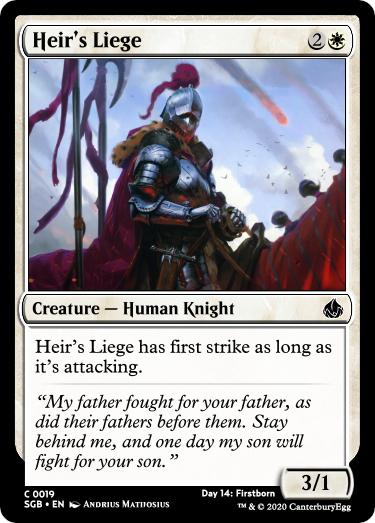 Heir's Liege 2
Creature — Human Knight
Heir's Liege has first strike as long as
it's attacking.
“My father fought for your father, as
did their fathers before them. Stay
behind me, and one day my son will
fight for your son.”
3/1
C 0019 Day 14: Firstborn
SGB • EN Andrius Matijosius ™ & © 2020 CanterburyEgg